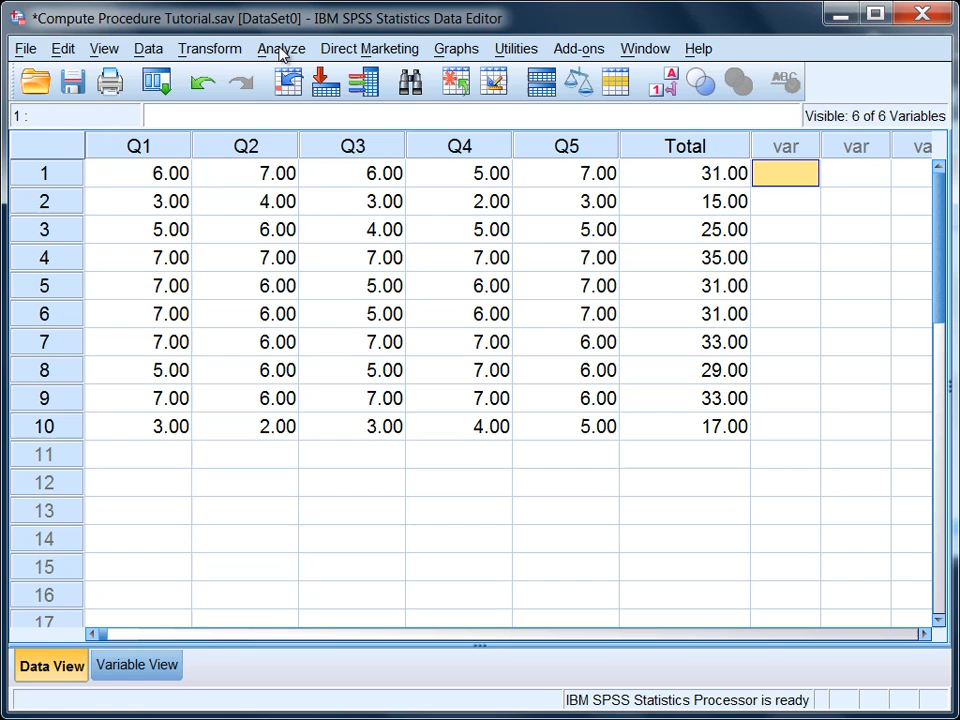 *Compute Procedure Tutorial.sav [DataSet0] - IBM SPSS Statistics Data Editor
File Edit View Data Transform Analyze Direct Marketing Graphs Utilities Add-ons Window Help
A
1
ABC
1 : Visible: 6 of 6 Variables
Q1 Q2 Q3 Q4 Q5 Total var var va
1 6.00 7.00 6.00 5.00 7.00 31.00
2 3.00 4.00 3.00 2.00 3.00 15.00
3 5.00 6.00 4.00 5.00 5.00 25.00
4 7.00 7.00 7.00 7.00 7.00 35.00
5 7.00 6.00 5.00 6.00 7.00 31.00
6 7.00 6.00 5.00 6.00 7.00 31.00
7 7.00 6.00 7.00 7.00 6.00 33.00
8 5.00 6.00 5.00 7.00 6.00 29.00
9 7.00 6.00 7.00 7.00 6.00 33.00
10 3.00 2.00 3.00 4.00 5.00 17.00
11
12
13
14
15
16
17
Data View Variable View
IBM SPSS Statistics Processor is ready